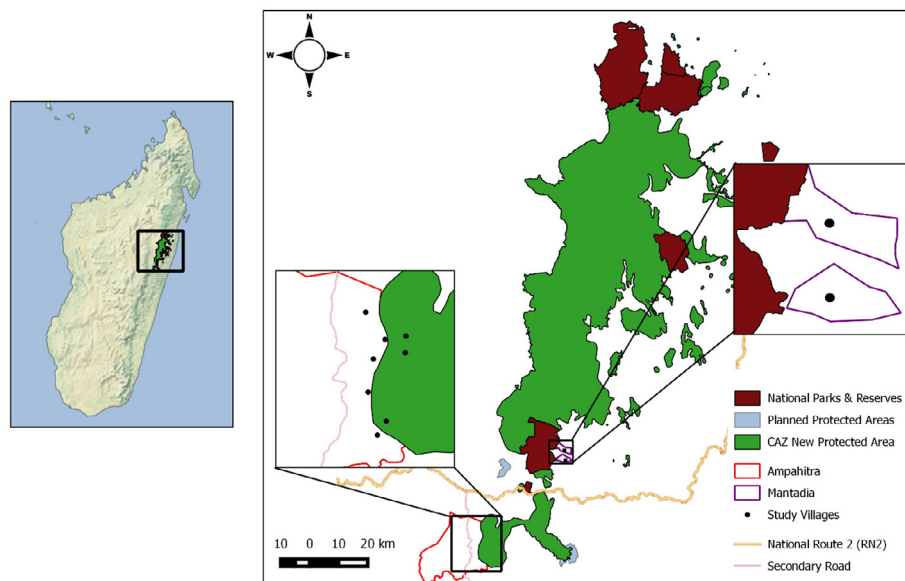 N
W E
S
National Parks & Reserves
Planned Protected Areas
CAZ New Protected Area
Ampahitra
Mantadia
Study Villages
National Route 2 (RN2)
Secondary Road
10 0 10 20 km